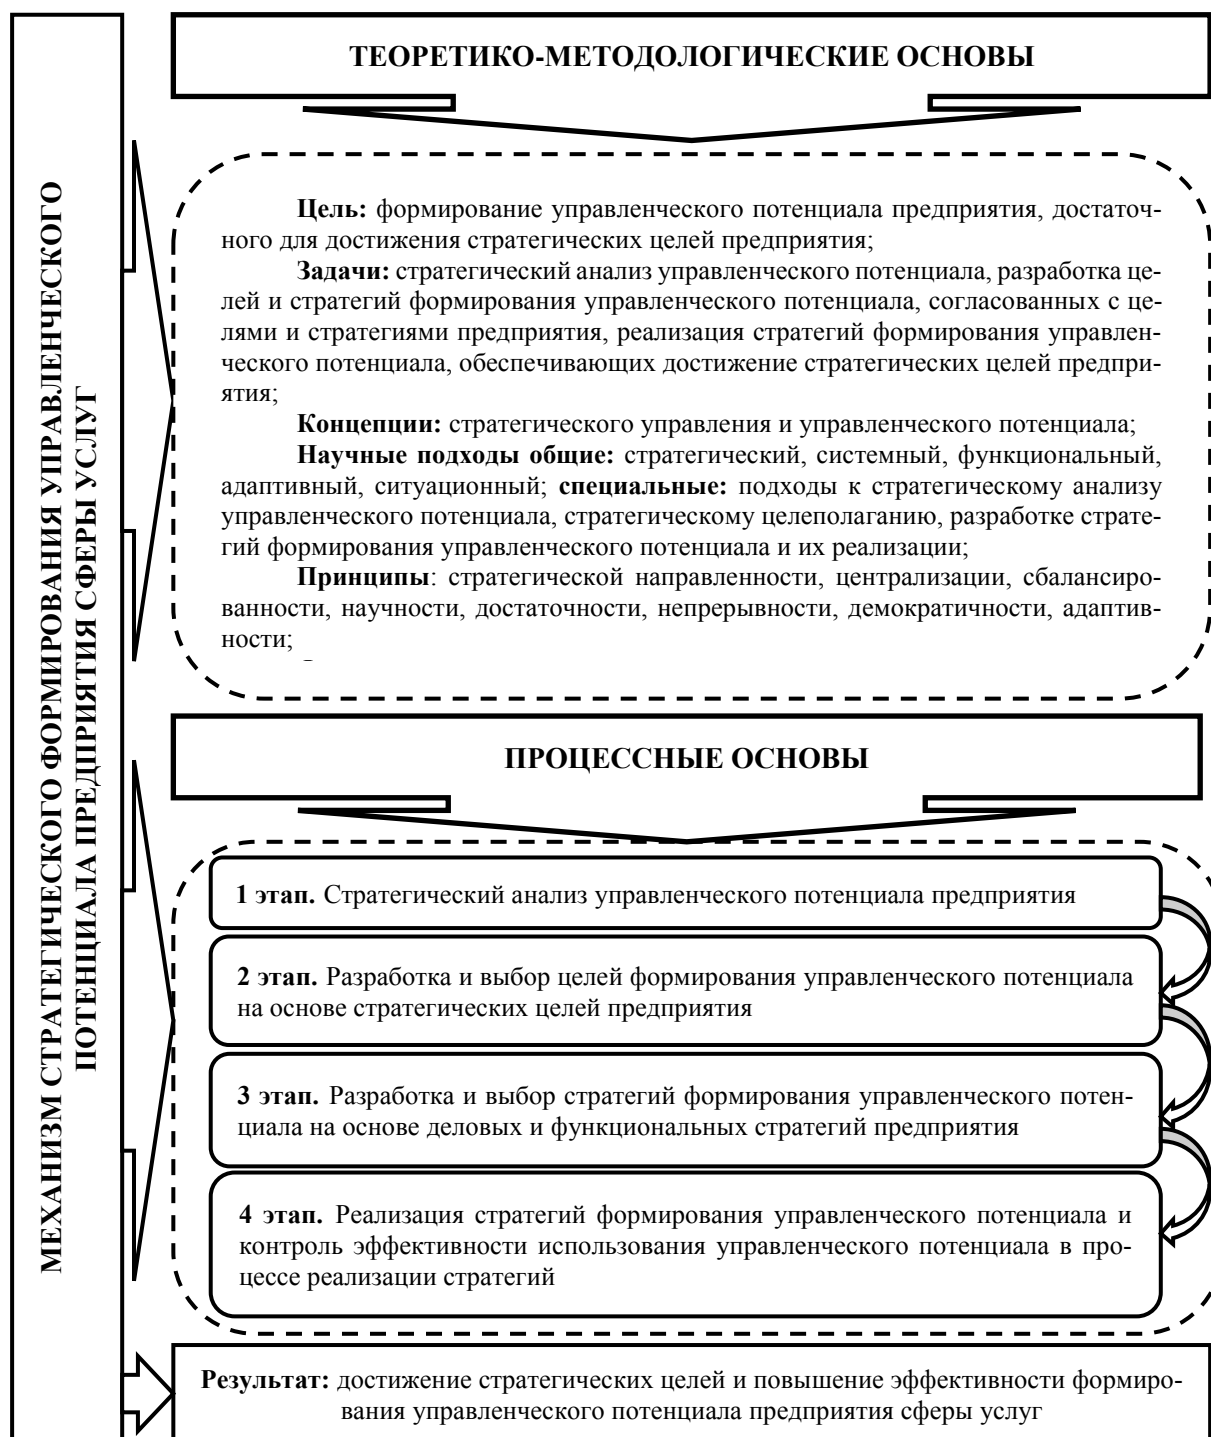 МЕХАНИЗМ СТРАТЕГИЧЕСКОГО ФОРМИРОВАНИЯ УПРАВЛЕНЧЕСКОГО
ПОТЕНЦИАЛА ПРЕДПРИЯТИЯ СФЕРЫ УСЛУГ
ТЕОРЕТИКО-МЕТОДОЛОГИЧЕСКИЕ ОСНОВЫ
Цель: формирование управленческого потенциала предприятия, достаточ-
ного для достижения стратегических целей предприятия;
Задачи: стратегический анализ управленческого потенциала, разработка це-
лей и стратегий формирования управленческого потенциала, согласованных с це-
лями и стратегиями предприятия, реализация стратегий формирования управлен-
ческого потенциала, обеспечивающих достижение стратегических целей предпри-
ятия;
Концепции: стратегического управления и управленческого потенциала;
Научные подходы общие: стратегический, системный, функциональный,
адаптивный, ситуационный; специальные: подходы к стратегическому анализу
управленческого потенциала, стратегическому целеполаганию, разработке страте-
гий формирования управленческого потенциала и их реализации;
Принципы: стратегической направленности, централизации, сбалансиро-
ванности, научности, достаточности, непрерывности, демократичности, адаптив-
ности;
ПРОЦЕССНЫЕ ОСНОВЫ
1 этап. Стратегический анализ управленческого потенциала предприятия
2 этап. Разработка и выбор целей формирования управленческого потенциала
на основе стратегических целей предприятия
3 этап. Разработка и выбор стратегий формирования управленческого потен-
циала на основе деловых и функциональных стратегий предприятия
4 этап. Реализация стратегий формирования управленческого потенциала и
контроль эффективности использования управленческого потенциала в про-
цессе реализации стратегий
Результат: достижение стратегических целей и повышение эффективности формиро-
вания управленческого потенциала предприятия сферы услуг